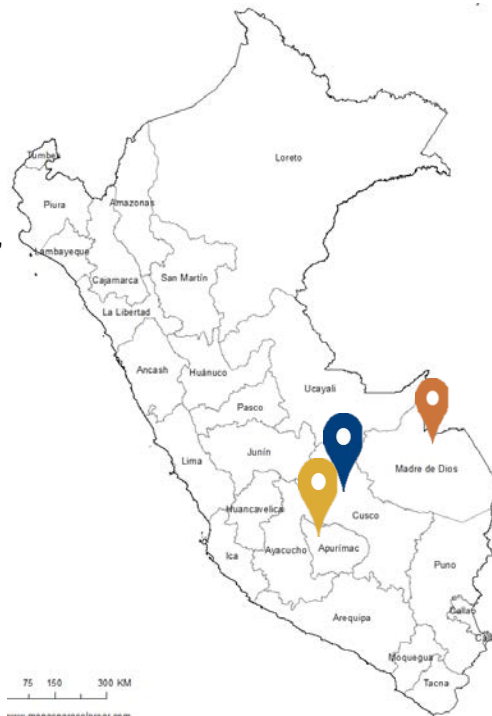 Loreto
Tumbes
Piura
Amazonas
Lambayeque
Cajamarca
San Martín
La Libertad
Ancash
Huánuco
Ucayali
Pasco
Lima
Junín
Madre de Dios
Huancavelica
Cusco
Ica
Ayacucho
Apurímac
Puno
Callao
Arequipa
Moquegua
Tacna
75 150 300 KM